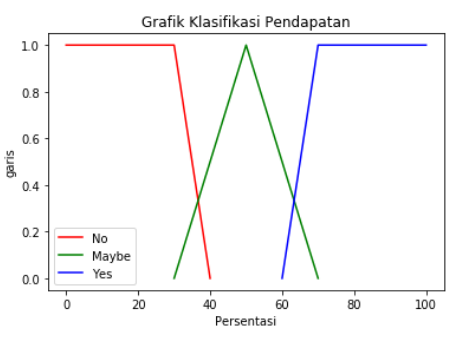 Grafik Klasifikasi Pendapatan
1.0
0.8
0.6
0.4
0.2
0.0
garis
No
Maybe
Yes
0 20 40 60 80 100
Persentasi